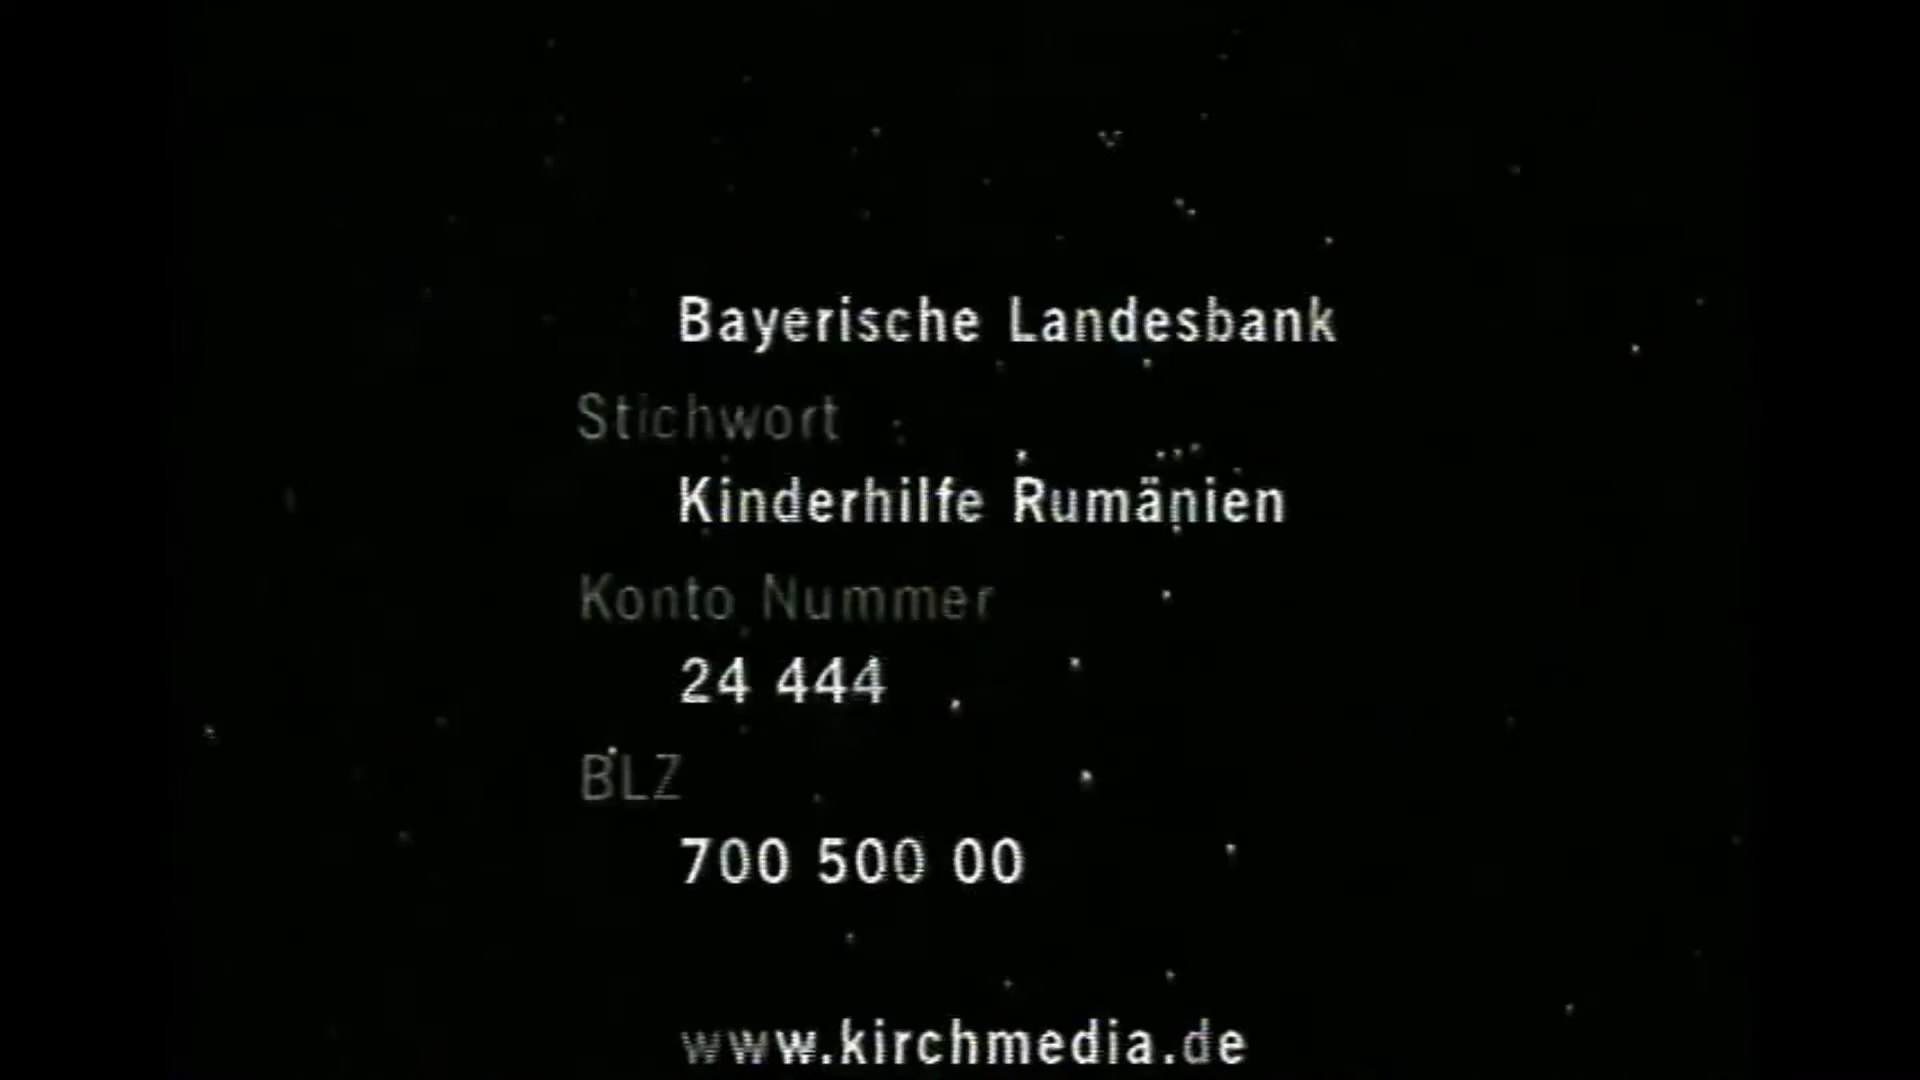 Bayerische Landesbank
Stichwort
Kinderhilfe Rumänien
Konto Nummer
24 444
BLZ
700 500 00
www.kirchmedia.de